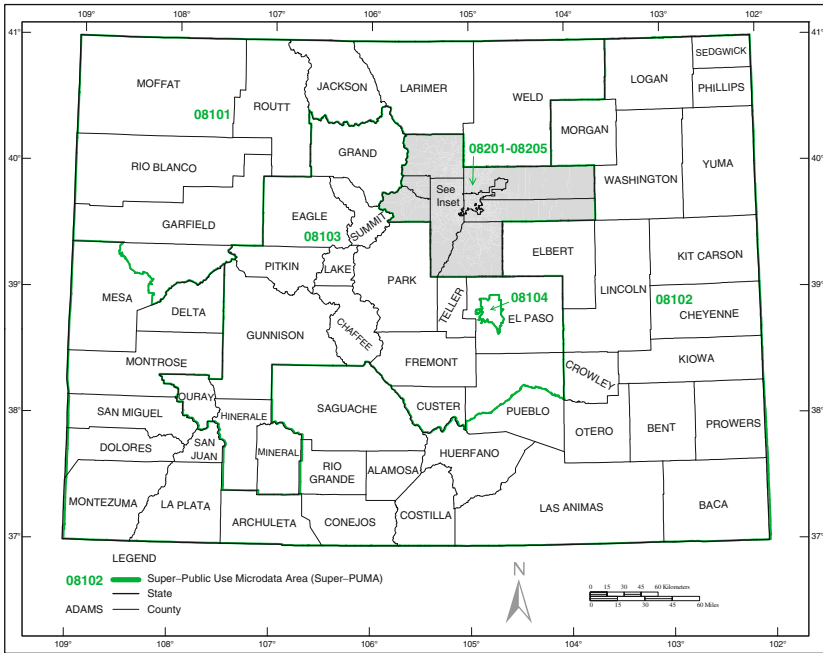 109° 108° 107° 106° 105° 104° 103° 102°
41° 41°
SEDGWICK
LOGAN
PHILLIPS
MOFFAT
JACKSON
LARIMER
WELD
ROUTT
08101
MORGAN
08201-08205
GRAND
40° 40°
RIO BLANCO
YUMA
WASHINGTON
See
Inset
EAGLE
SUMMIT
GARFIELD
08103
ELBERT
KIT CARSON
PITKIN
LAKE
PARK
39° 39°
LINCOLN
MESA
TELLER
08104
08102
DELTA
EL PASO
CHEYENNE
GUNNISON
CHAFFEE
MONTROSE
FREMONT
KIOWA
CROWLEY
OURAY
SAGUACHE
CUSTER
38° 38°
SAN MIGUEL
HINERALE
PUEBLO
OTERO
BENT
PROWERS
DOLORES
SAN
JUAN
MINERAL
HUERFANO
RIO
GRANDE
ALAMOSA
MONTEZUMA
LA PLATA
LAS ANIMAS
BACA
COSTILLA
ARCHULETA
CONEJOS
37° 37°
LEGEND
08102 Super-Public Use Microdata Area (Super-PUMA)
State
ADAMS County
N
0 15 30 45 60 Kilometers
0 15 30 45 60 Miles
109° 108° 107° 106° 105° 104° 103° 102°